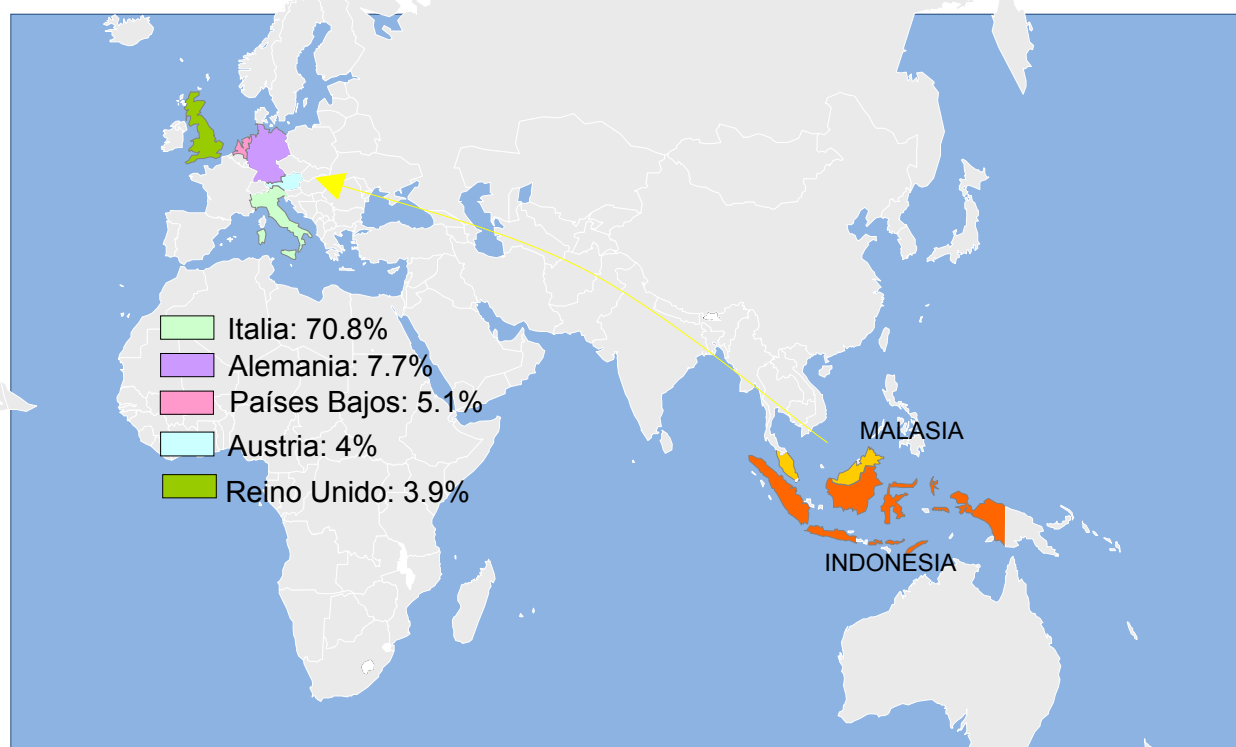 Italia: 70.8%
Alemania: 7.7%
Países Bajos: 5.1%
Austria: 4%
Reino Unido: 3.9%
MALASIA
INDONESIA